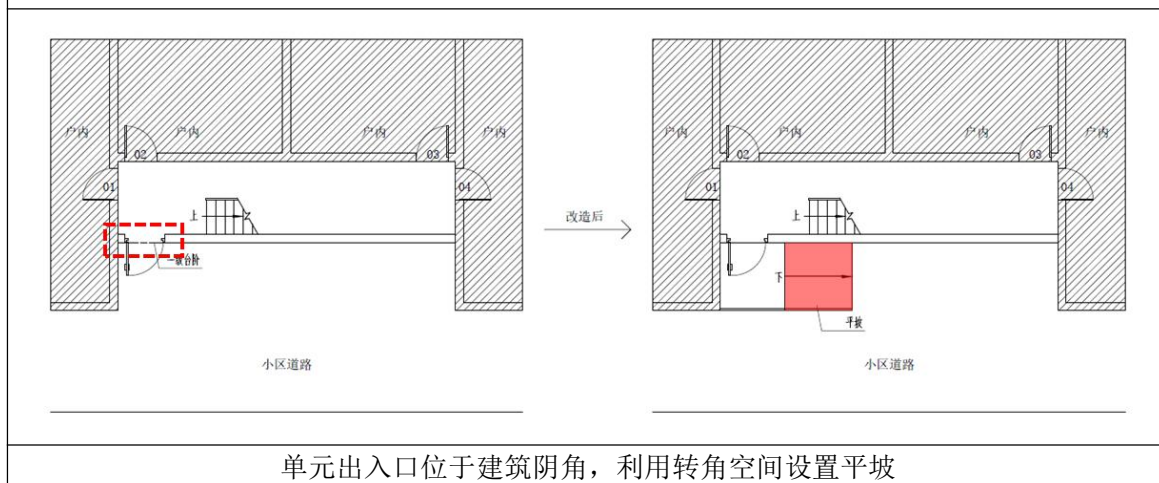 户内 户内 户内 户内
02 03
01 04
上
一级台阶
小区道路
改造后
户内 户内 户内 户内
02 03
01 04
上
下
平坡
小区道路
单元出入口位于建筑阴角，利用转角空间设置平坡